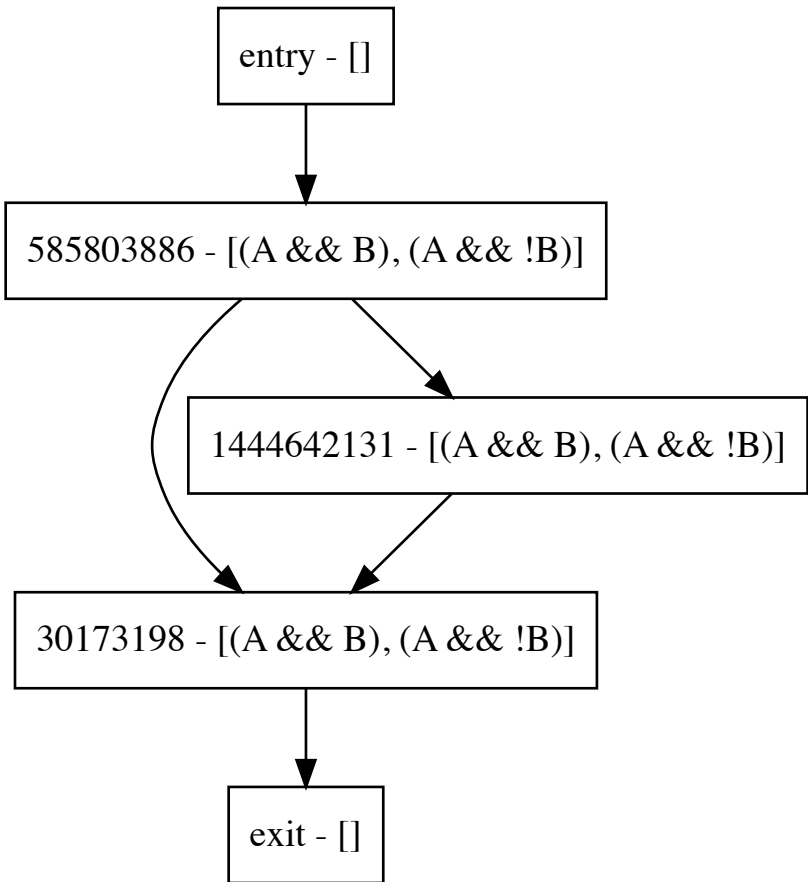 entry - []
585803886 - [(A && B), (A && !B)]
1444642131 - [(A && B), (A && !B)]
30173198 - [(A && B), (A && !B)]
exit - []